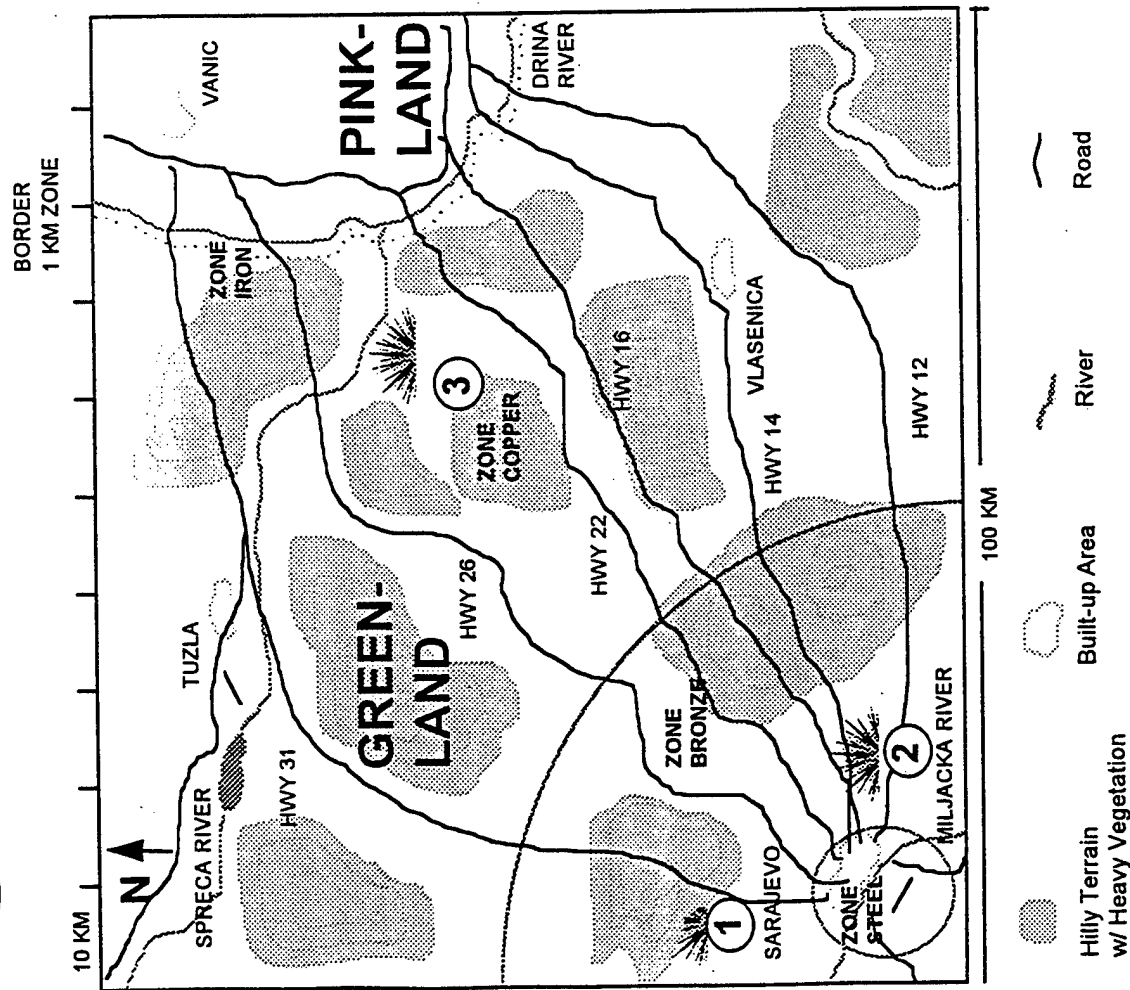 BORDER
1 KM ZONE
10 KM
N
SPRECA RIVER
TUZLA
VANIC
HWY 31
ZONE
IRON
GREEN-
LAND
PINK-
LAND
HWY 26
3
ZONE
COPPER
DRINA
RIVER
HWY 22
HWY 16
1
SARAJEVO
ZONE
BRONZE
VLASENICA
HWY 14
ZONE
STEEL
2
MILJACKA RIVER
HWY 12
100 KM
Hilly Terrain
w/ Heavy Vegetation
Built-up Area
River
Road